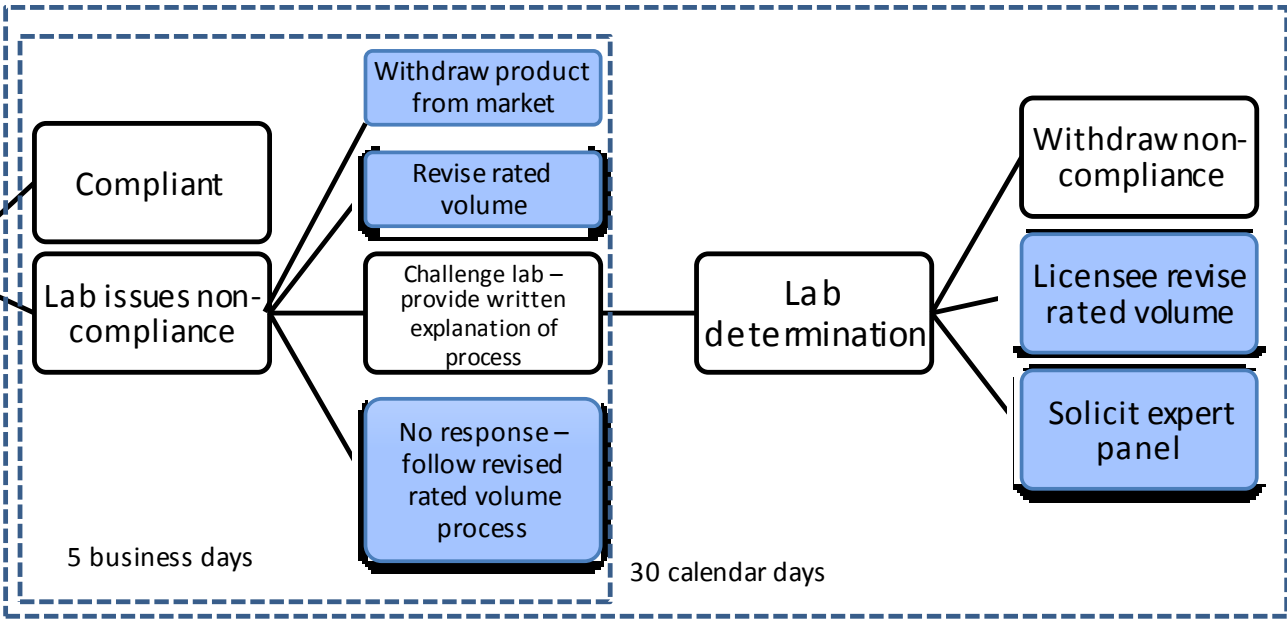 Compliant
Lab issues non-
compliance
Withdraw product
from market
Revise rated
volume
Challenge lab –
provide written
explanation of
process
No response –
follow revised
rated volume
process
5 business days
30 calendar days
Lab
determination
Withdraw non-
compliance
Licensee revise
rated volume
Solicit expert
panel